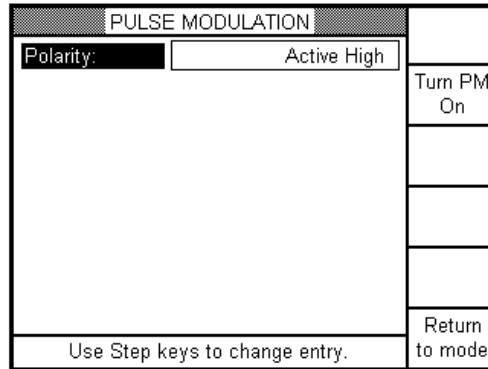 PULSE MODULATION
Polarity: Active High
Turn PM
On
Return
to mode
Use Step keys to change entry.